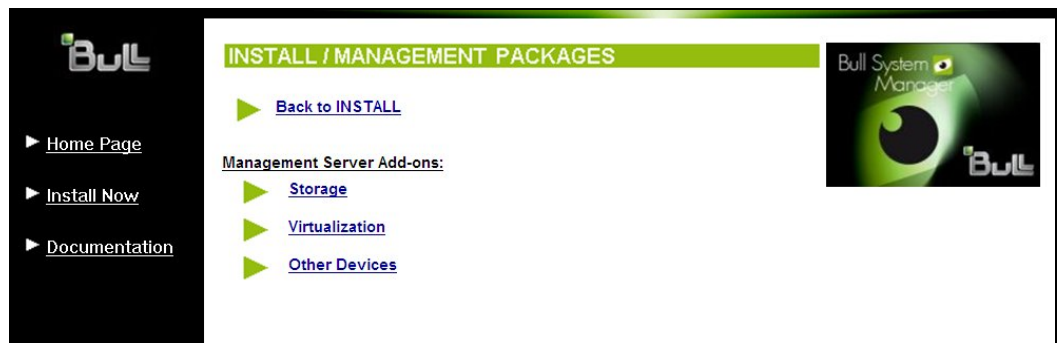 Bull
Home Page
Install Now
Documentation
INSTALL / MANAGEMENT PACKAGES
Back to INSTALL
Management Server Add-ons:
Storage
Virtualization
Other Devices
Bull System
Manager
Bull